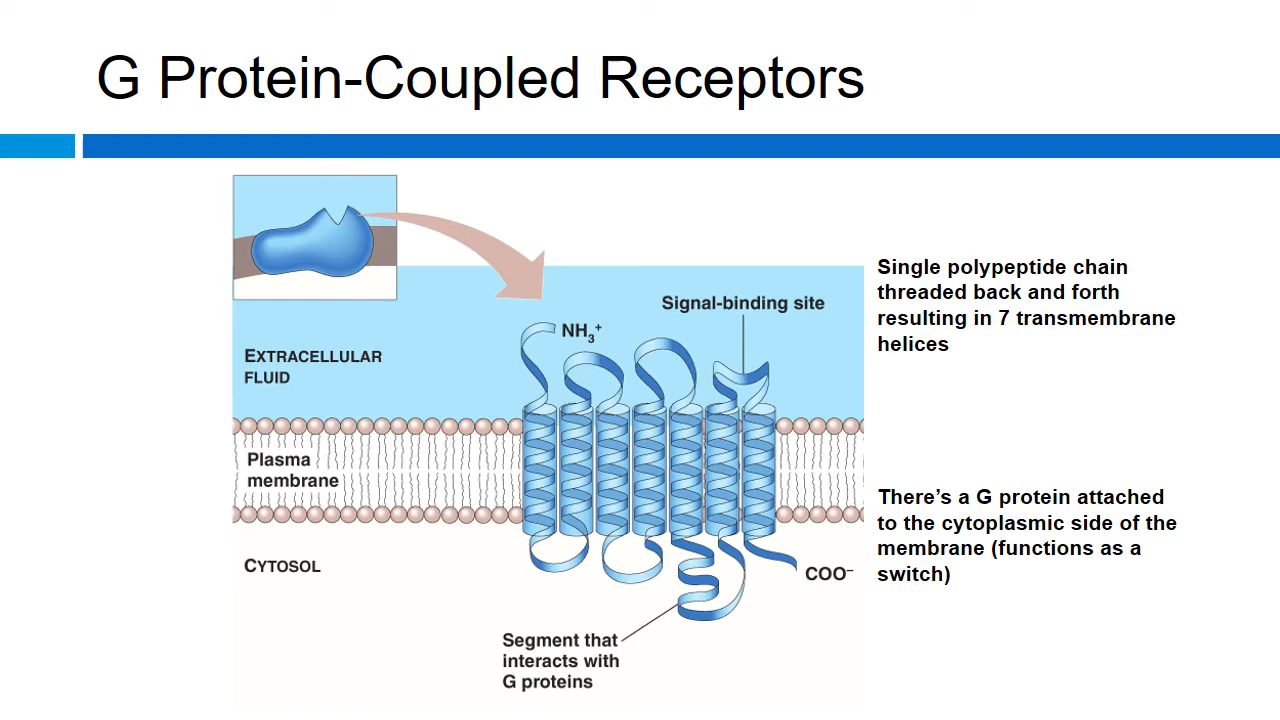 G Protein-Coupled Receptors
Signal-binding site
NH₃⁺
EXTRACELLULAR
FLUID
Plasma
membrane
CYTOSOL
COO⁻
Segment that
interacts with
G proteins
Single polypeptide chain
threaded back and forth
resulting in 7 transmembrane
helices
There’s a G protein attached
to the cytoplasmic side of the
membrane (functions as a
switch)